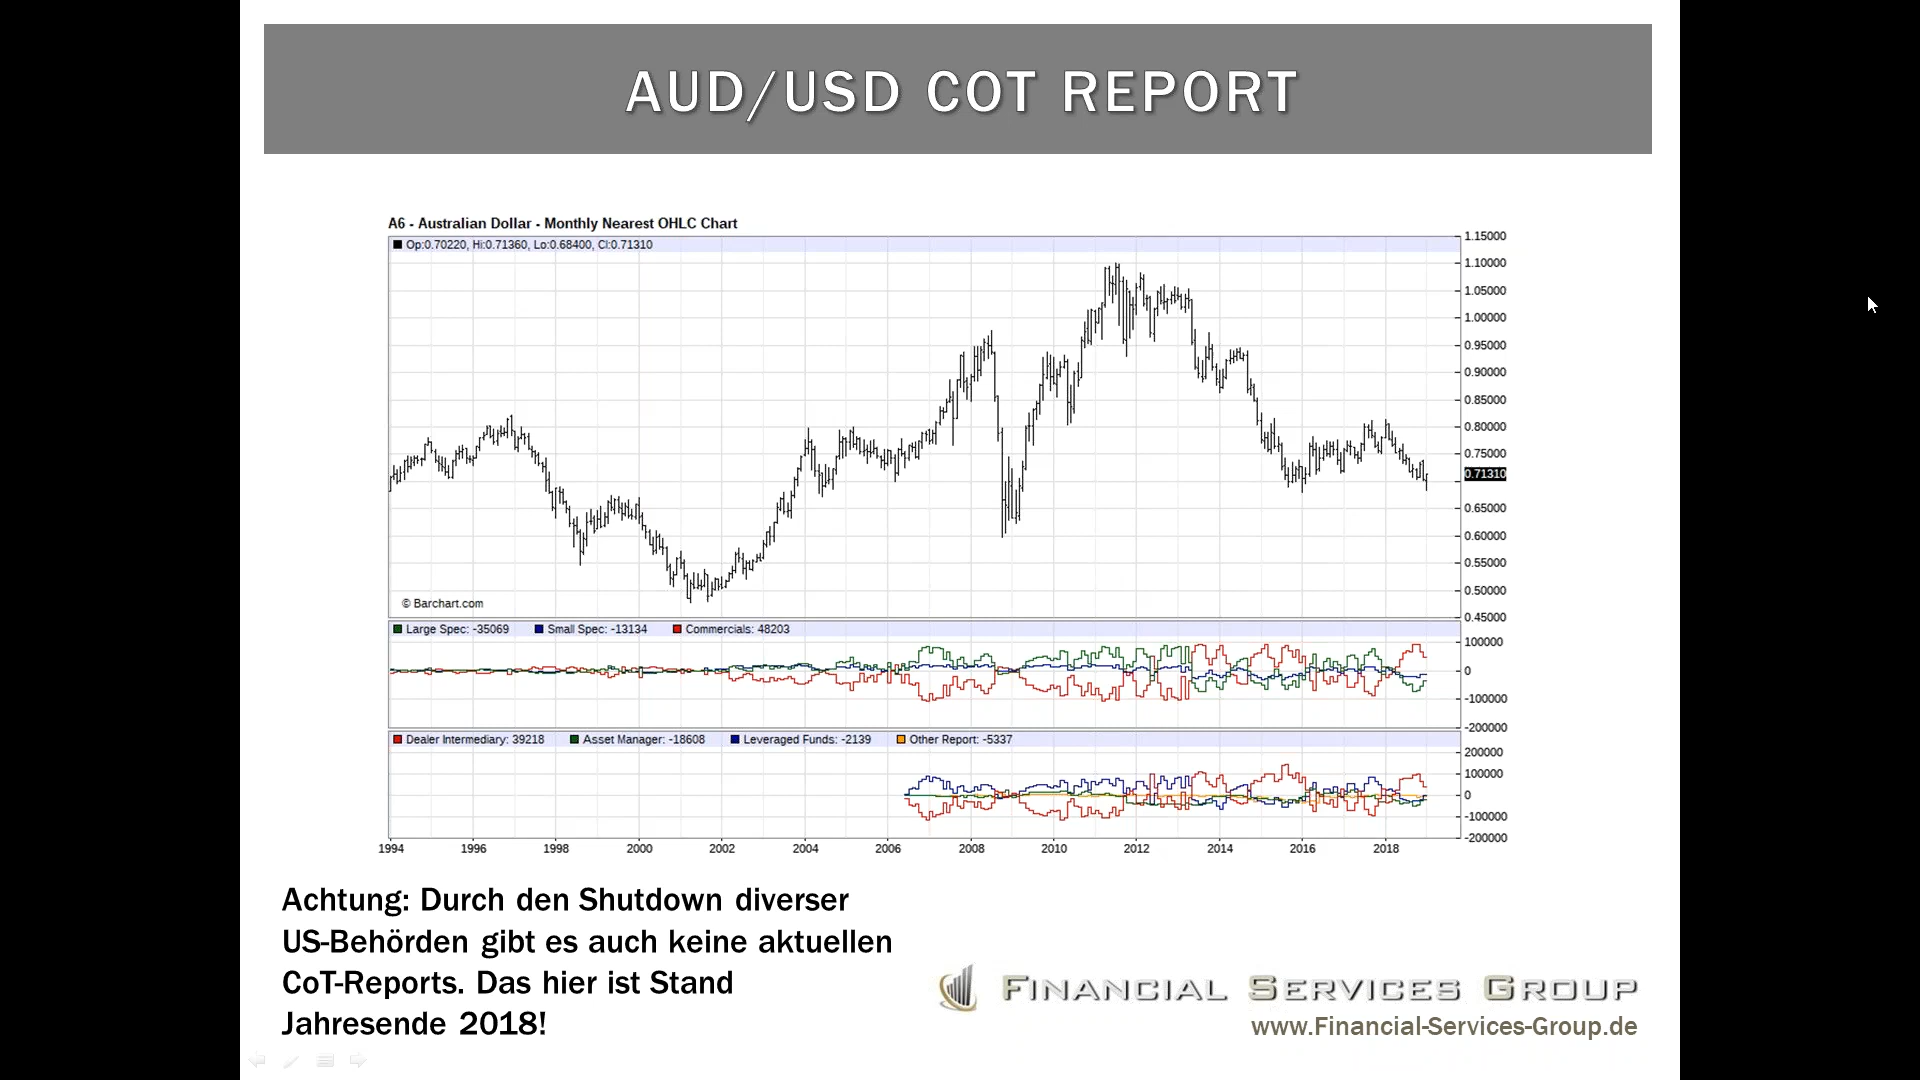 AUD/USD COT REPORT
A6 - Australian Dollar - Monthly Nearest OHLC Chart
Op:0.70220, Hi:0.71360, Lo:0.68400, Cl:0.71310
1.15000
1.10000
1.05000
1.00000
0.95000
0.90000
0.85000
0.80000
0.75000
0.71310
0.65000
0.60000
0.55000
0.50000
0.45000
© Barchart.com
Large Spec: -35069 Small Spec: -13134 Commercials: 48203
100000
0
-100000
-200000
Dealer Intermediary: 39218 Asset Manager: -18608 Leveraged Funds: -2139 Other Report: -5337
200000
100000
0
-100000
-200000
1994 1996 1998 2000 2002 2004 2006 2008 2010 2012 2014 2016 2018
Achtung: Durch den Shutdown diverser
US-Behörden gibt es auch keine aktuellen
CoT-Reports. Das hier ist Stand
Jahresende 2018!
Financial Services Group
www.Financial-Services-Group.de